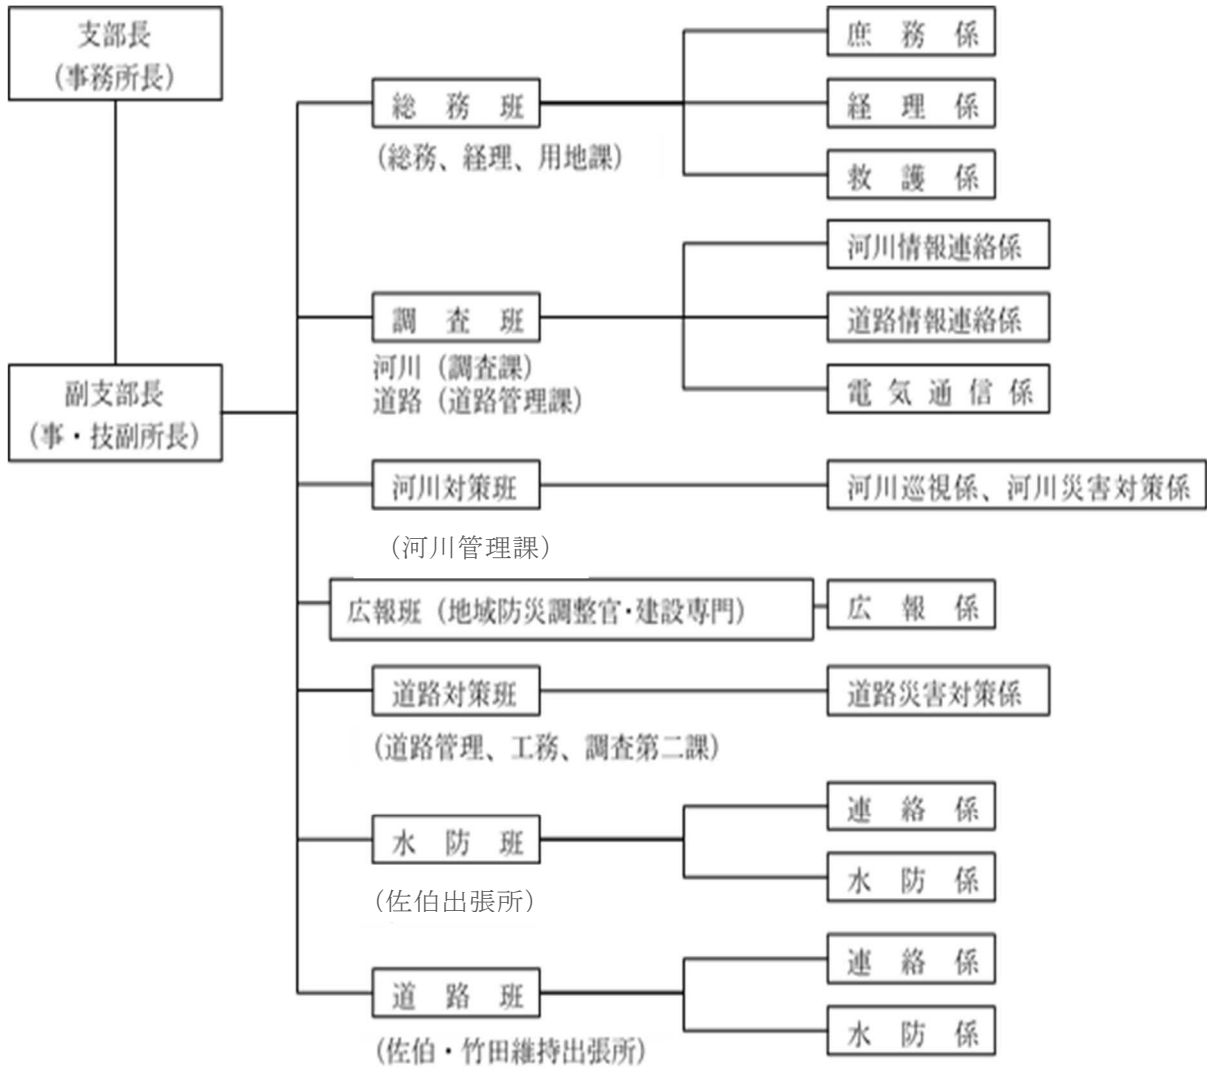 支部長
（事務所長）
副支部長
（事・技副所長）
総務班
（総務、経理、用地課）
庶務係
経理係
救護係
調査班
河川（調査課）
道路（道路管理課）
河川情報連絡係
道路情報連絡係
電気通信係
河川対策班
（河川管理課）
河川巡視係、河川災害対策係
広報班（地域防災調整官・建設専門）
広報係
道路対策班
（道路管理、工務、調査第二課）
道路災害対策係
水防班
（佐伯出張所）
連絡係
水防係
道路班
（佐伯・竹田維持出張所）
連絡係
水防係